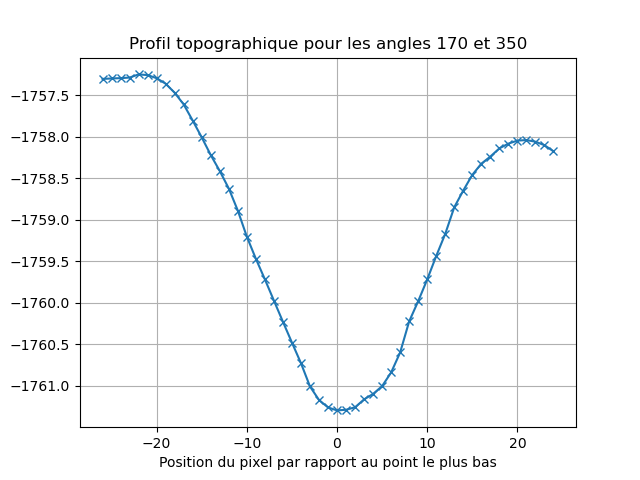 Profil topographique pour les angles 170 et 350
−1757.5
−1758.0
−1758.5
−1759.0
−1759.5
−1760.0
−1760.5
−1761.0
−20 −10 0 10 20
Position du pixel par rapport au point le plus bas